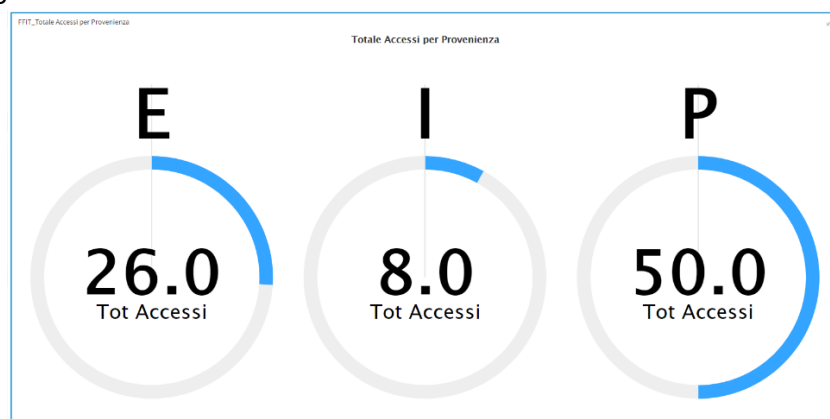 FFIT_Totale Accessi per Provenienza
Totale Accessi per Provenienza
E
I
P
26.0
8.0
50.0
Tot Accessi
Tot Accessi
Tot Accessi